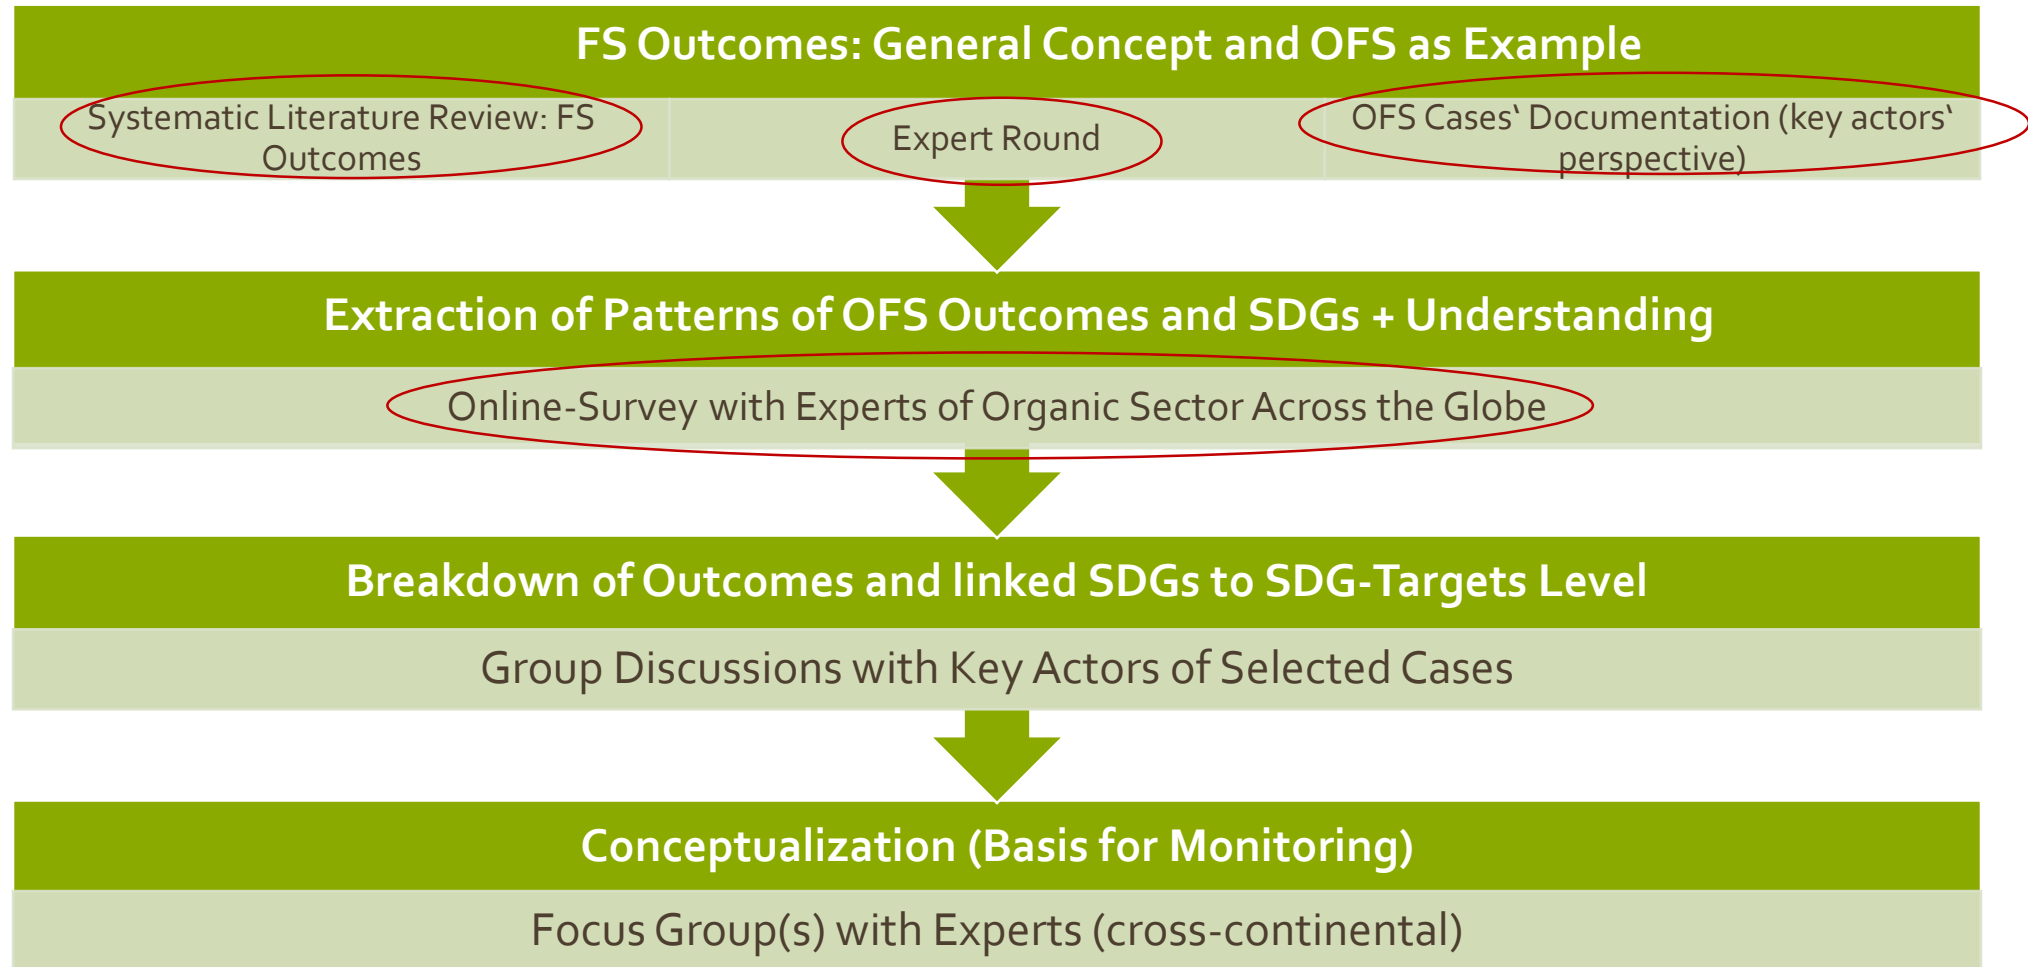 FS Outcomes: General Concept and OFS as Example
Systematic Literature Review: FS
Outcomes
Expert Round
OFS Cases‘ Documentation (key actors‘
perspective)
Extraction of Patterns of OFS Outcomes and SDGs + Understanding
Online-Survey with Experts of Organic Sector Across the Globe
Breakdown of Outcomes and linked SDGs to SDG-Targets Level
Group Discussions with Key Actors of Selected Cases
Conceptualization (Basis for Monitoring)
Focus Group(s) with Experts (cross-continental)